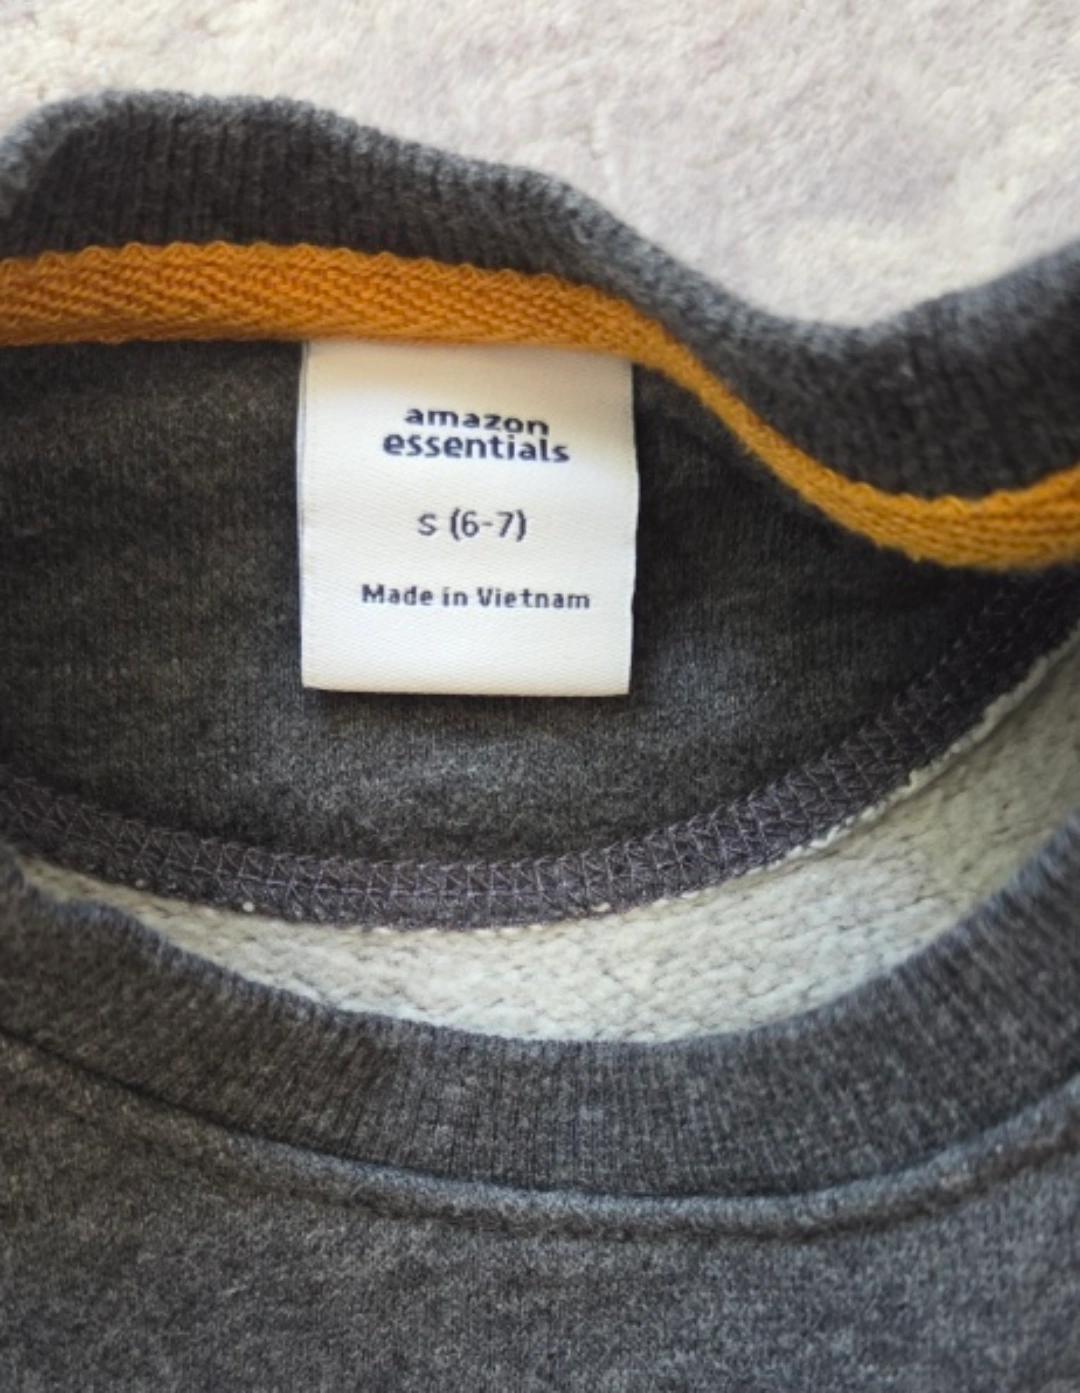 amazon
essentials
S (6-7)
Made in Vietnam